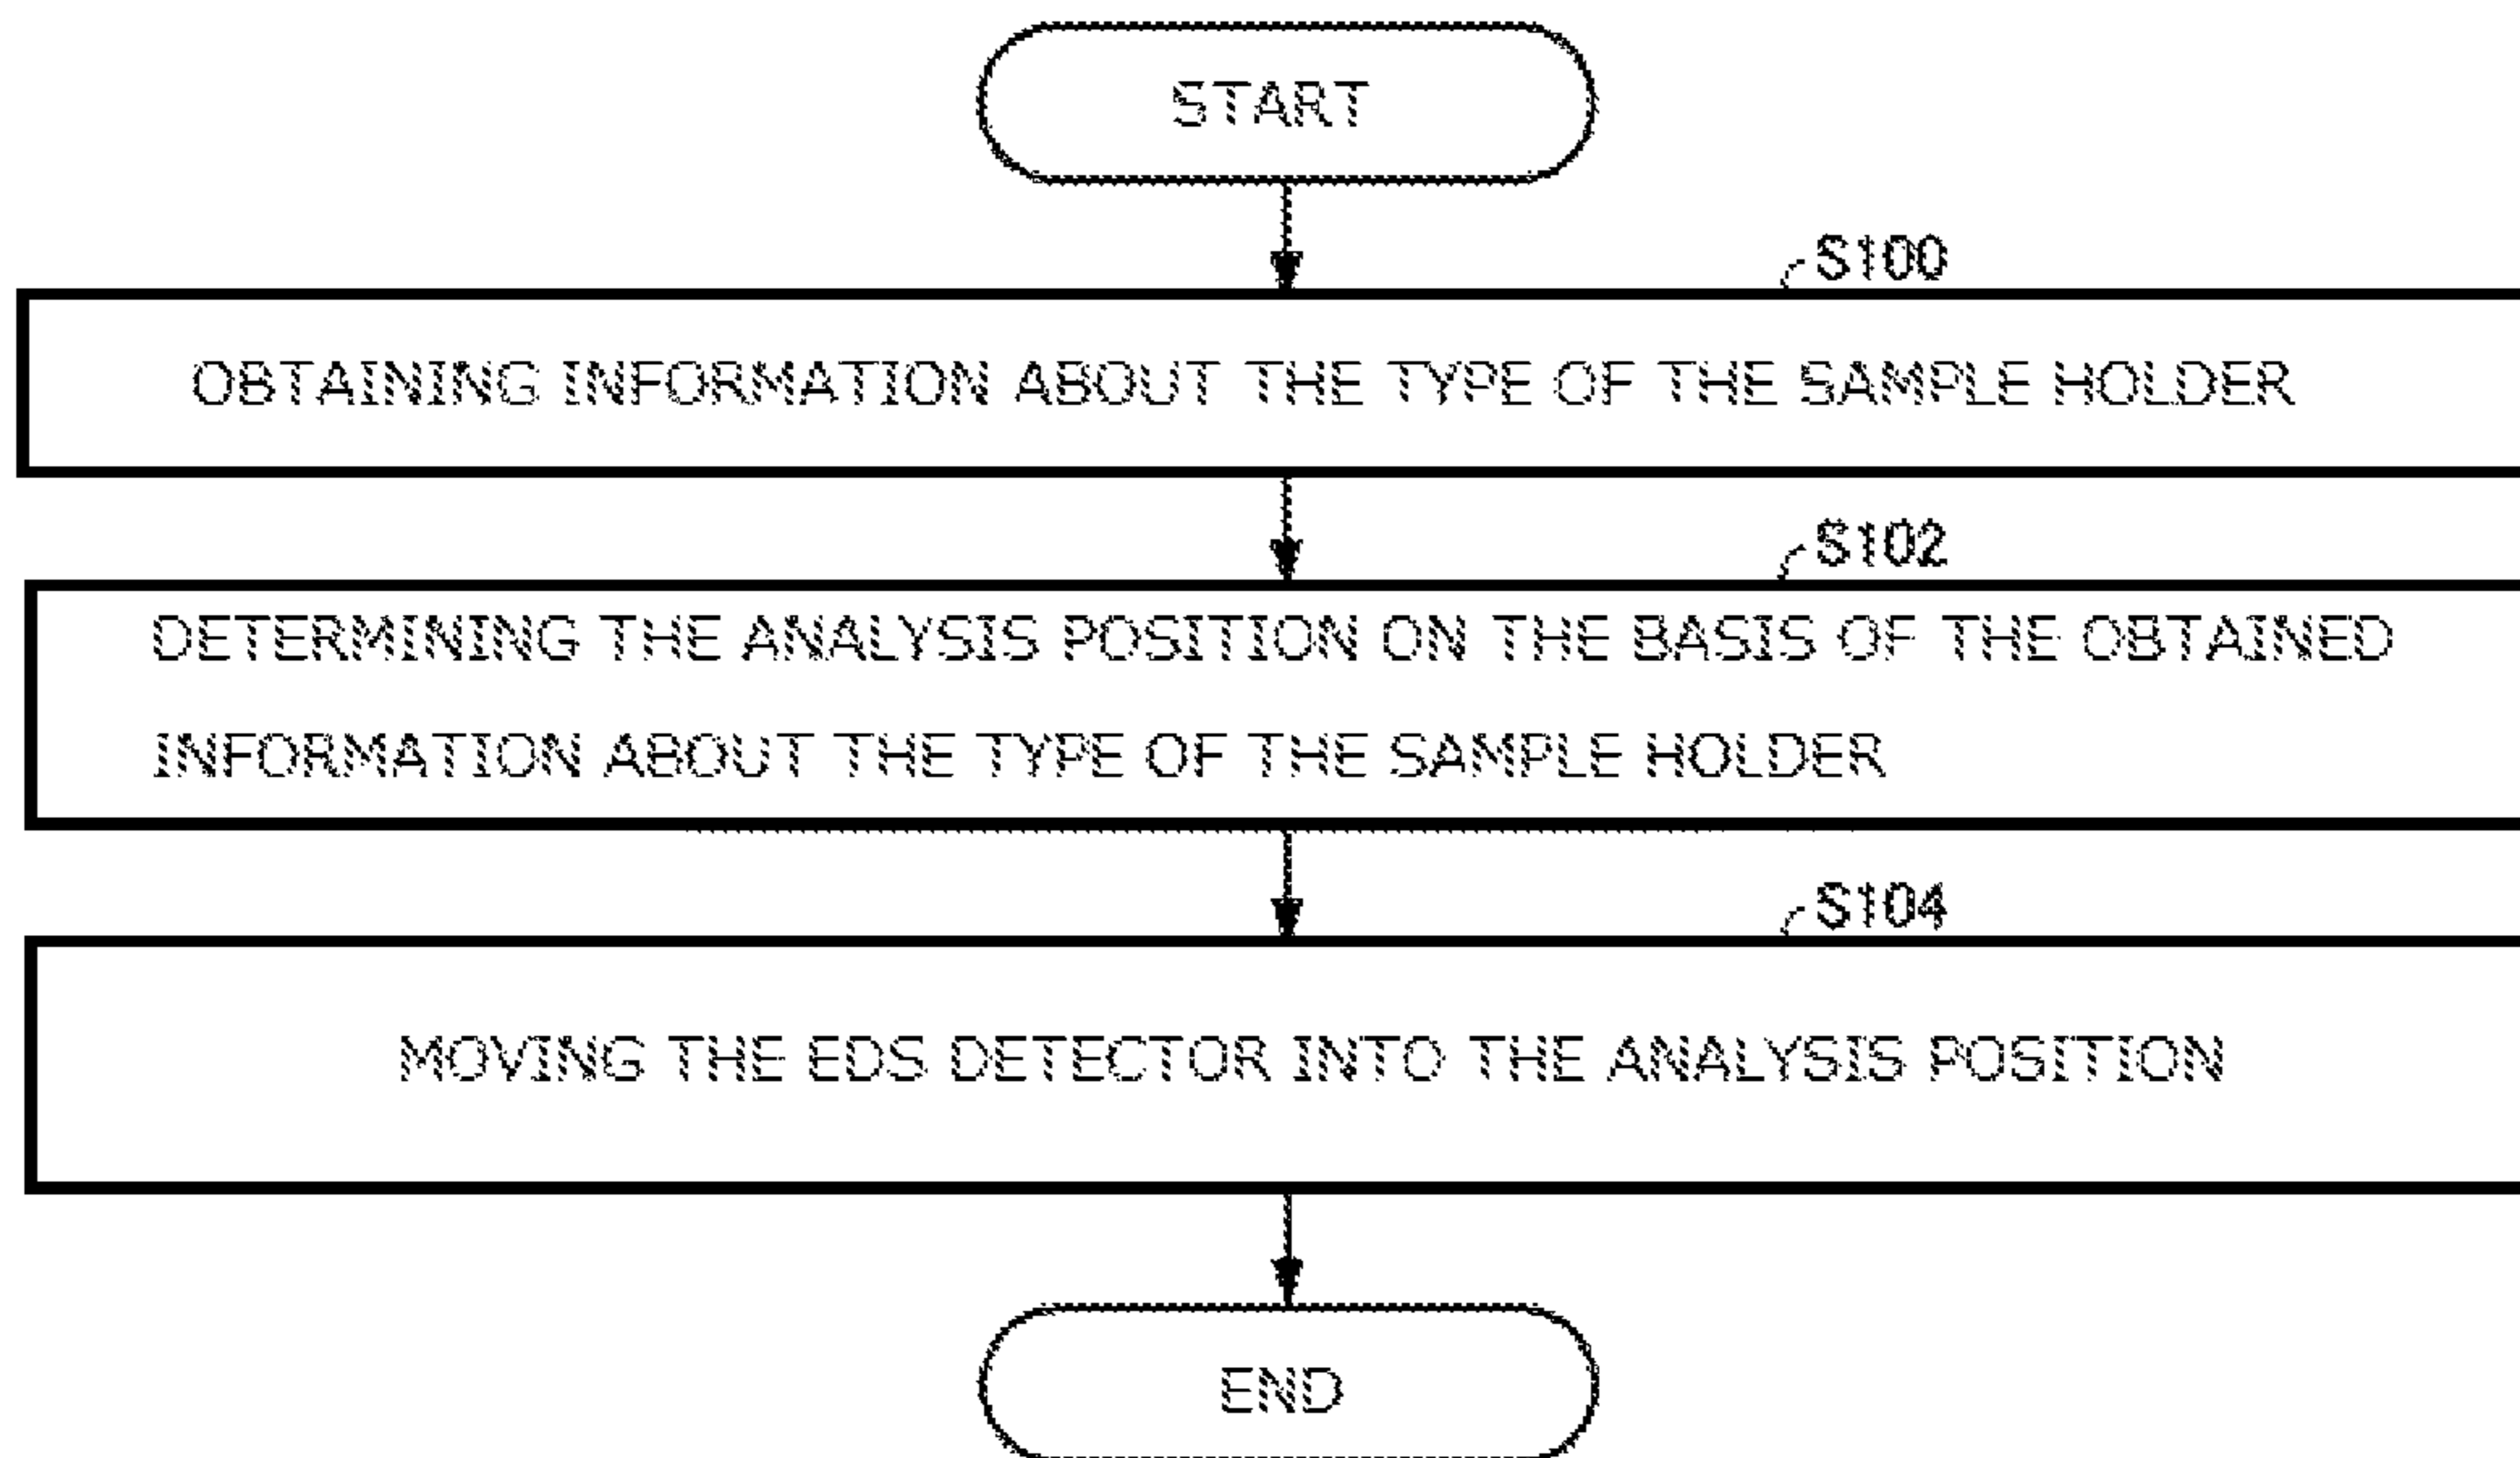 START
S100
OBTAINING INFORMATION ABOUT THE TYPE OF THE SAMPLE HOLDER
S102
DETERMINING THE ANALYSIS POSITION ON THE BASIS OF THE OBTAINED
INFORMATION ABOUT THE TYPE OF THE SAMPLE HOLDER
S104
MOVING THE EDS DETECTOR INTO THE ANALYSIS POSITION
END